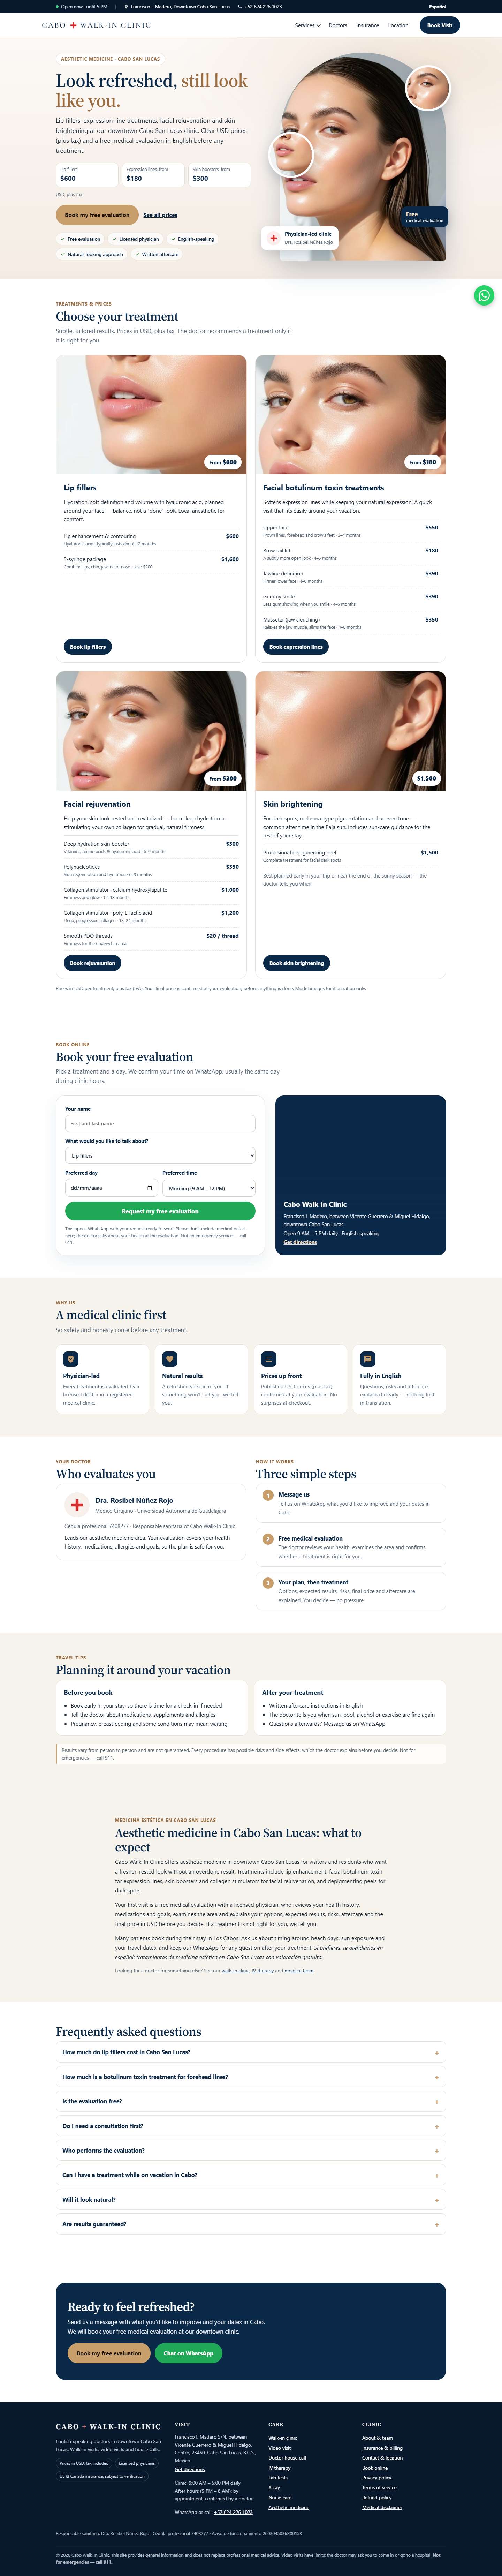 Open now · until 5 PM | Francisco I. Madero, Downtown Cabo San Lucas +52 624 226 1023 Español
CABO WALK-IN CLINIC Services Doctors Insurance Location Book Visit
AESTHETIC MEDICINE · CABO SAN LUCAS
Look refreshed, still look
like you.
Lip fillers, expression-line treatments, facial rejuvenation and skin
brightening at our downtown Cabo San Lucas clinic. Clear USD prices
(plus tax) and a free medical evaluation in English before any
treatment.
Lip fillers
$600
Expression lines, from
$180
Skin boosters, from
$300
USD, plus tax
Book my free evaluation See all prices
Free evaluation Licensed physician English-speaking
Natural-looking approach Written aftercare
Free
medical evaluation
Physician-led clinic
Dra. Rosibel Núñez Rojo
TREATMENTS & PRICES
Choose your treatment
Subtle, tailored results. Prices in USD, plus tax. The doctor recommends a treatment only if
it is right for you.
From $600
Lip fillers
Hydration, soft definition and volume with hyaluronic acid, planned
around your face — balance, not a "done" look. Local anesthetic for
comfort.
Lip enhancement & contouring $600
Hyaluronic acid · typically lasts about 12 months
3-syringe package $1,600
Combine lips, chin, jawline or nose · save $200
Book lip fillers
From $180
Facial botulinum toxin treatments
Softens expression lines while keeping your natural expression. A quick
visit that fits easily around your vacation.
Upper face $550
Frown lines, forehead and crow's feet · 3–4 months
Brow tail lift $180
A subtly more open look · 4–6 months
Jawline definition $390
Firmer lower face · 4–6 months
Gummy smile $390
Less gum showing when you smile · 4–6 months
Masseter (jaw clenching) $350
Relaxes the jaw muscle, slims the face · 4–6 months
Book expression lines
From $300
Facial rejuvenation
Help your skin look rested and revitalized — from deep hydration to
stimulating your own collagen for gradual, natural firmness.
Deep hydration skin booster $300
Vitamins, amino acids & hyaluronic acid · 6–9 months
Polynucleotides $350
Skin regeneration and hydration · 6–9 months
Collagen stimulator · calcium hydroxylapatite $1,000
Firmness and glow · 12–18 months
Collagen stimulator · poly-L-lactic acid $1,200
Deep, progressive collagen · 18–24 months
Smooth PDO threads $20 / thread
Firmness for the under-chin area
Book rejuvenation
$1,500
Skin brightening
For dark spots, melasma-type pigmentation and uneven tone —
common after time in the Baja sun. Includes sun-care guidance for the
rest of your stay.
Professional depigmenting peel $1,500
Complete treatment for facial dark spots
Best planned early in your trip or near the end of the sunny season — the
doctor tells you when.
Book skin brightening
Prices in USD per treatment, plus tax (IVA). Your final price is confirmed at your evaluation, before anything is done. Model images for illustration only.
BOOK ONLINE
Book your free evaluation
Pick a treatment and a day. We confirm your time on WhatsApp, usually the same day
during clinic hours.
Your name
First and last name
What would you like to talk about?
Lip fillers
Preferred day Preferred time
dd/mm/aaaa Morning (9 AM – 12 PM)
Request my free evaluation
This opens WhatsApp with your request ready to send. Please don't include medical details
here; the doctor asks about your health at the evaluation. Not an emergency service — call
911.
Cabo Walk-In Clinic
Francisco I. Madero, between Vicente Guerrero & Miguel Hidalgo,
downtown Cabo San Lucas
Open 9 AM – 5 PM daily · English-speaking
Get directions
WHY US
A medical clinic first
So safety and honesty come before any treatment.
Physician-led
Every treatment is evaluated by a
licensed doctor in a registered
medical clinic.
Natural results
A refreshed version of you. If
something won't suit you, we tell
you.
Prices up front
Published USD prices (plus tax),
confirmed at your evaluation. No
surprises at checkout.
Fully in English
Questions, risks and aftercare
explained clearly — nothing lost
in translation.
YOUR DOCTOR
Who evaluates you
Dra. Rosibel Núñez Rojo
Médico Cirujano · Universidad Autónoma de Guadalajara
Cédula profesional 7408277 · Responsable sanitaria of Cabo Walk-In Clinic
Leads our aesthetic medicine area. Your evaluation covers your health
history, medications, allergies and goals, so the plan is safe for you.
HOW IT WORKS
Three simple steps
1 Message us
Tell us on WhatsApp what you'd like to improve and your dates in
Cabo.
2 Free medical evaluation
The doctor reviews your health, examines the area and confirms
whether a treatment is right for you.
3 Your plan, then treatment
Options, expected results, risks, final price and aftercare are
explained. You decide — no pressure.
TRAVEL TIPS
Planning it around your vacation
Before you book
Book early in your stay, so there is time for a check-in if needed
Tell the doctor about medications, supplements and allergies
Pregnancy, breastfeeding and some conditions may mean waiting
After your treatment
Written aftercare instructions in English
The doctor tells you when sun, pool, alcohol or exercise are fine again
Questions afterwards? Message us on WhatsApp
Results vary from person to person and are not guaranteed. Every procedure has possible risks and side effects, which the doctor explains before you decide. Not for
emergencies — call 911.
MEDICINA ESTÉTICA EN CABO SAN LUCAS
Aesthetic medicine in Cabo San Lucas: what to
expect
Cabo Walk-In Clinic offers aesthetic medicine in downtown Cabo San Lucas for visitors and residents who want
a fresher, rested look without an overdone result. Treatments include lip enhancement, facial botulinum toxin
for expression lines, skin boosters and collagen stimulators for facial rejuvenation, and depigmenting peels for
dark spots.
Your first visit is a free medical evaluation with a licensed physician, who reviews your health history,
medications and goals, examines the area and explains your options, expected results, risks, aftercare and the
final price in USD before you decide. If a treatment is not right for you, we tell you.
Many patients book during their stay in Los Cabos. Ask us about timing around beach days, sun exposure and
your travel dates, and keep our WhatsApp for any question after your treatment. Si prefieres, te atendemos en
español: tratamientos de medicina estética en Cabo San Lucas con valoración gratuita.
Looking for a doctor for something else? See our walk-in clinic, IV therapy and medical team.
Frequently asked questions
How much do lip fillers cost in Cabo San Lucas? +
How much is a botulinum toxin treatment for forehead lines? +
Is the evaluation free? +
Do I need a consultation first? +
Who performs the evaluation? +
Can I have a treatment while on vacation in Cabo? +
Will it look natural? +
Are results guaranteed? +
Ready to feel refreshed?
Send us a message with what you'd like to improve and your dates in Cabo.
We will book your free medical evaluation at our downtown clinic.
Book my free evaluation Chat on WhatsApp
CABO + WALK-IN CLINIC
English-speaking doctors in downtown Cabo San
Lucas. Walk-in visits, video visits and house calls.
Prices in USD, tax included Licensed physicians
US & Canada insurance, subject to verification
VISIT
Francisco I. Madero S/N, between
Vicente Guerrero & Miguel Hidalgo,
Centro, 23450, Cabo San Lucas, B.C.S.,
Mexico
Get directions
Clinic: 9:00 AM – 5:00 PM daily
After hours (5 PM – 8 AM): by
appointment, confirmed by a doctor
WhatsApp or call: +52 624 226 1023
CARE
Walk-in clinic
Video visit
Doctor house call
IV therapy
Lab tests
X-ray
Nurse care
Aesthetic medicine
CLINIC
About & team
Insurance & billing
Contact & location
Book online
Privacy policy
Terms of service
Refund policy
Medical disclaimer
Responsable sanitaria: Dra. Rosibel Núñez Rojo · Cédula profesional 7408277 · Aviso de funcionamiento
© 2026 Cabo Walk-In Clinic. This site provides general information and does not replace professional medical advice. Video visits have limits: the doctor may ask you to come in or go to a hospital. Not
for emergencies — call 911.